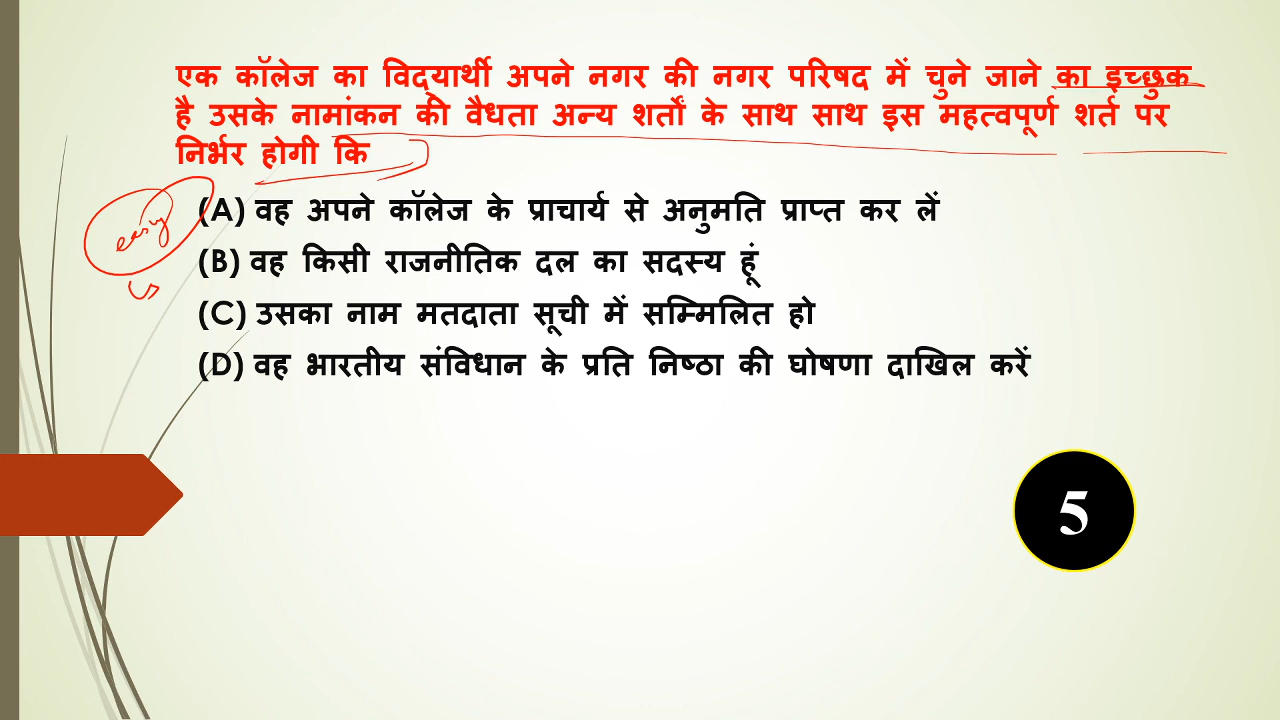 एक कॉलेज का विद्यार्थी अपने नगर की नगर परिषद में चुने जाने का इच्छुक
है उसके नामांकन की वैधता अन्य शर्तों के साथ साथ इस महत्वपूर्ण शर्त पर
निर्भर होगी कि
(A) वह अपने कॉलेज के प्राचार्य से अनुमति प्राप्त कर लें
easy
(B) वह किसी राजनीतिक दल का सदस्य हूं
(C) उसका नाम मतदाता सूची में सम्मिलित हो
(D) वह भारतीय संविधान के प्रति निष्ठा की घोषणा दाखिल करें
5